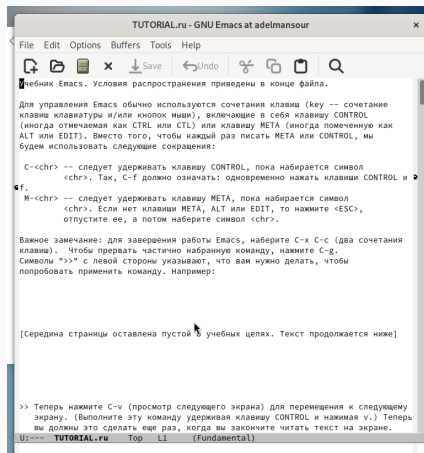 TUTORIAL.ru - GNU Emacs at adelmansour
File Edit Options Buffers Tools Help
Save Undo
Учебник Emacs. Условия распространения приведены в конце файла.
Для управления Emacs обычно используются сочетания клавиш (key -- сочетание
клавиш клавиатуры и/или кнопок мыши), включающие в себя клавишу CONTROL
(иногда отмечаемая как CTRL или CTL) или клавишу META (иногда помеченную как
ALT или EDIT). Вместо того, чтобы каждый раз писать META или CONTROL, мы
будем использовать следующие сокращения:
C-<chr> -- следует удерживать клавишу CONTROL, пока набирается символ
<chr>. Так, C-f должно означать: одновременно нажать клавиши CONTROL и
f.
M-<chr> -- следует удерживать клавишу META, пока набирается символ
<chr>. Если нет клавиши META, ALT или EDIT, то нажмите <ESC>,
отпустите ее, а потом наберите символ <chr>.
Важное замечание: для завершения работы Emacs, наберите C-x C-c (два сочетания
клавиш). Чтобы прервать частично набранную команду, нажмите C-g.
Символы ">>" с левой стороны указывают, что вам нужно делать, чтобы
попробовать применить команду. Например:
[Середина страницы оставлена пустой в учебных целях. Текст продолжается ниже]
>> Теперь нажмите C-v (просмотр следующего экрана) для перемещения к следующему
экрану. (Выполните эту команду удерживая клавишу CONTROL и нажимая v.) Теперь
вы должны это сделать еще раз, когда вы закончите читать текст на экране.
U:--- TUTORIAL.ru Top L1 (Fundamental)